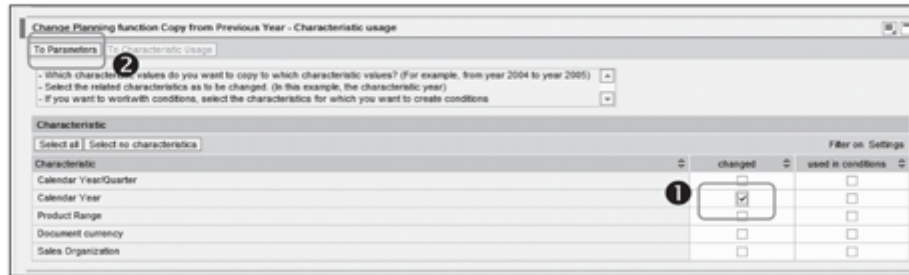 Change Planning function Copy from Previous Year - Characteristic usage
To Parameters To Characteristic Usage
❷
- Which characteristic values do you want to copy to which characteristic values? (For example, from year 2004 to year 2005)
- Select the related characteristics as to be changed. (In this example, the characteristic year)
- If you want to workwith conditions, select the characteristics for which you want to create conditions
Characteristic
Select all Select no characteristics Filter on Settings
Characteristic changed used in conditions
Calendar Year/Quarter
❶
Calendar Year
Product Range
Document currency
Sales Organization